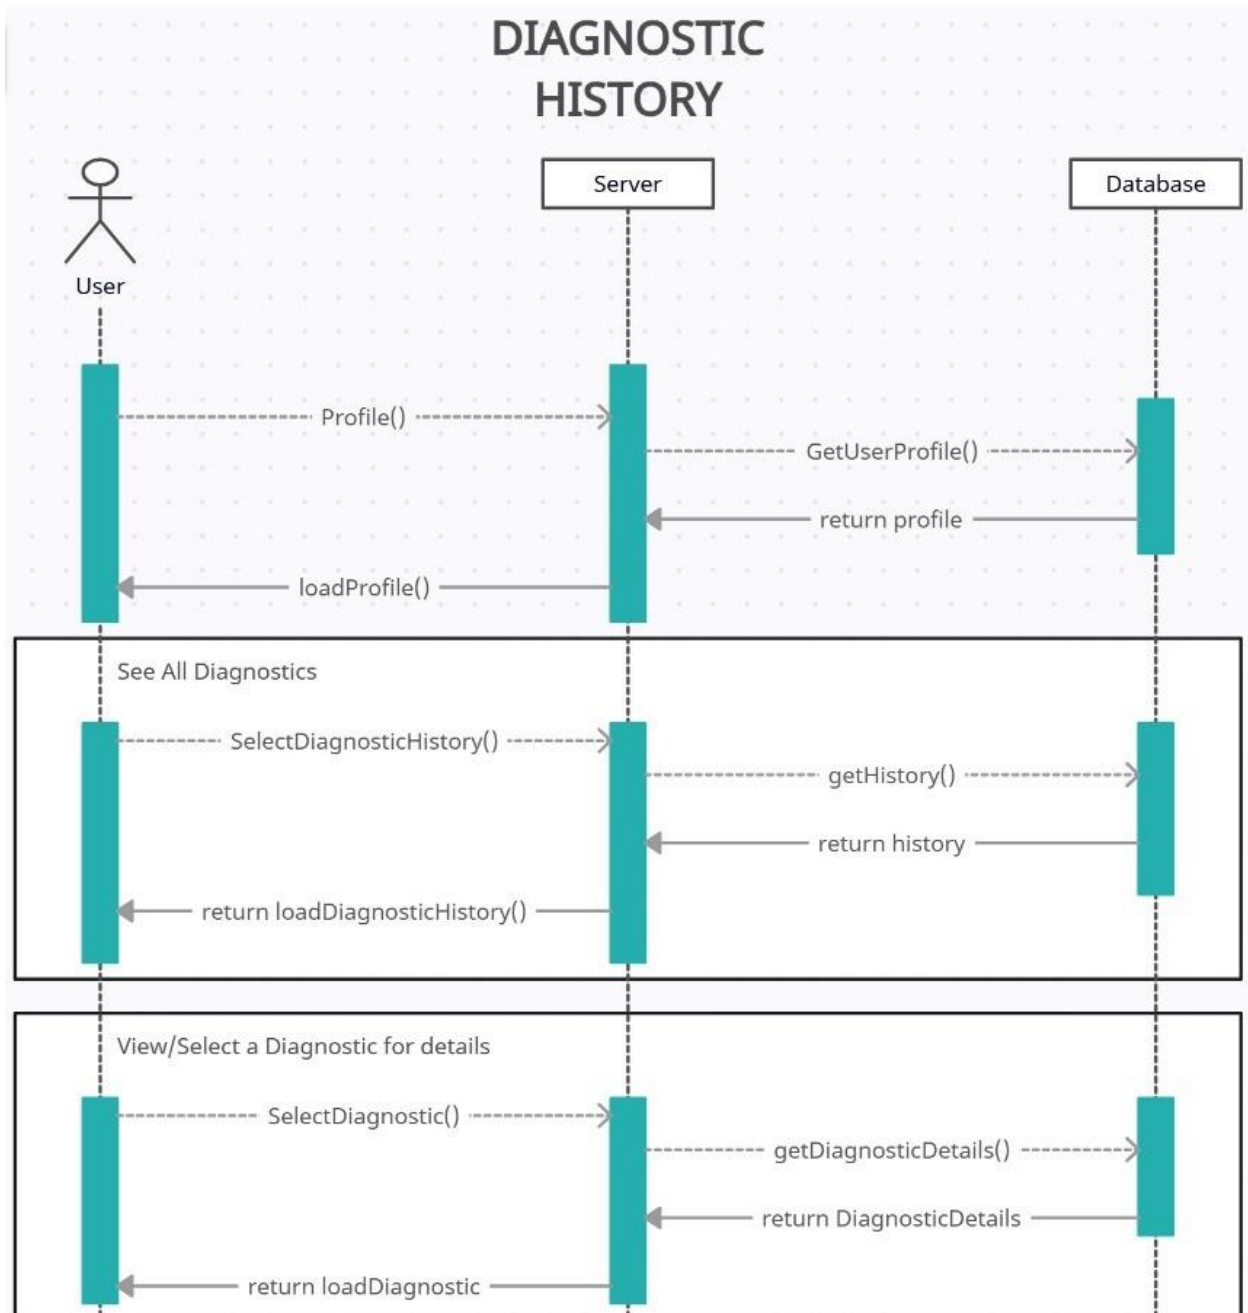 DIAGNOSTIC
HISTORY
User
Server
Database
Profile()
GetUserProfile()
return profile
loadProfile()
See All Diagnostics
SelectDiagnosticHistory()
getHistory()
return history
return loadDiagnosticHistory()
View/Select a Diagnostic for details
SelectDiagnostic()
getDiagnosticDetails()
return DiagnosticDetails
return loadDiagnostic